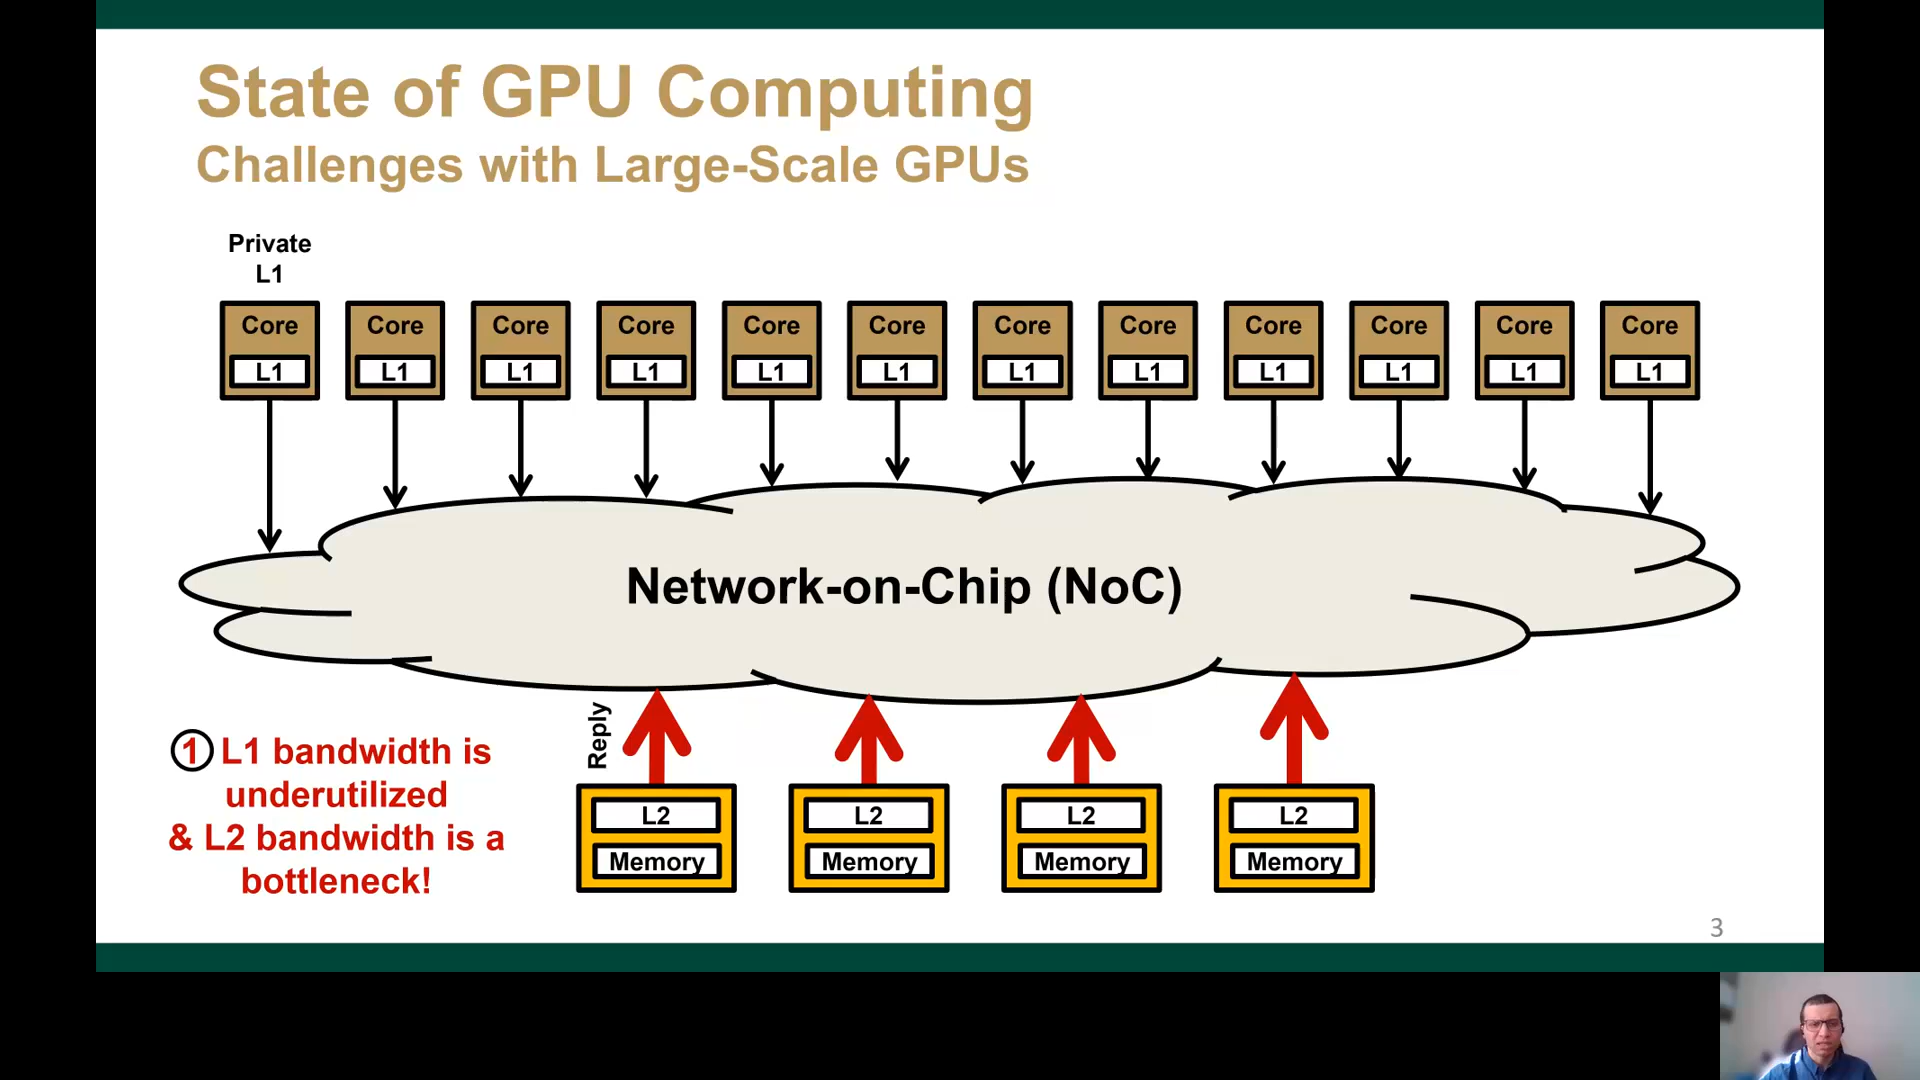 State of GPU Computing
Challenges with Large-Scale GPUs
Private
L1
Core Core Core Core Core Core Core Core Core Core Core Core
L1 L1 L1 L1 L1 L1 L1 L1 L1 L1 L1 L1
Network-on-Chip (NoC)
Reply
1 L1 bandwidth is
underutilized
& L2 bandwidth is a
bottleneck!
L2 L2 L2 L2
Memory Memory Memory Memory
3